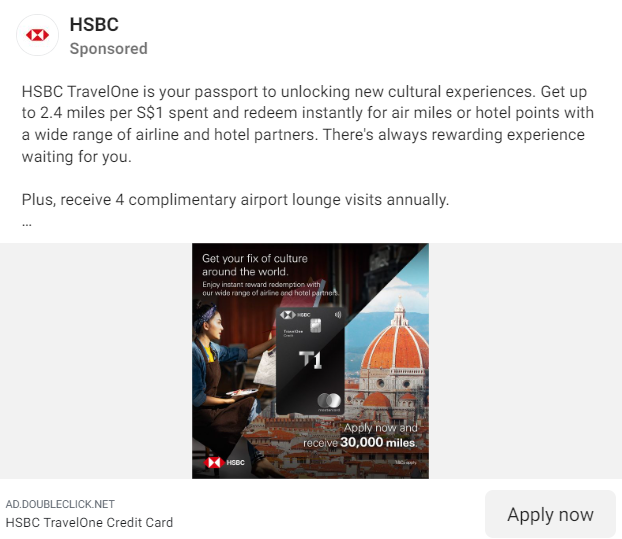 HSBC
Sponsored
HSBC TravelOne is your passport to unlocking new cultural experiences. Get up
to 2.4 miles per S$1 spent and redeem instantly for air miles or hotel points with
a wide range of airline and hotel partners. There's always rewarding experience
waiting for you.
Plus, receive 4 complimentary airport lounge visits annually.
...
Get your fix of culture
around the world.
Enjoy instant reward redemption with
our wide range of airline and hotel partners.
HSBC
TravelOne
Credit
T1
mastercard
Apply now and
receive 30,000 miles.
HSBC
T&Cs apply.
AD.DOUBLECLICK.NET
HSBC TravelOne Credit Card
Apply now